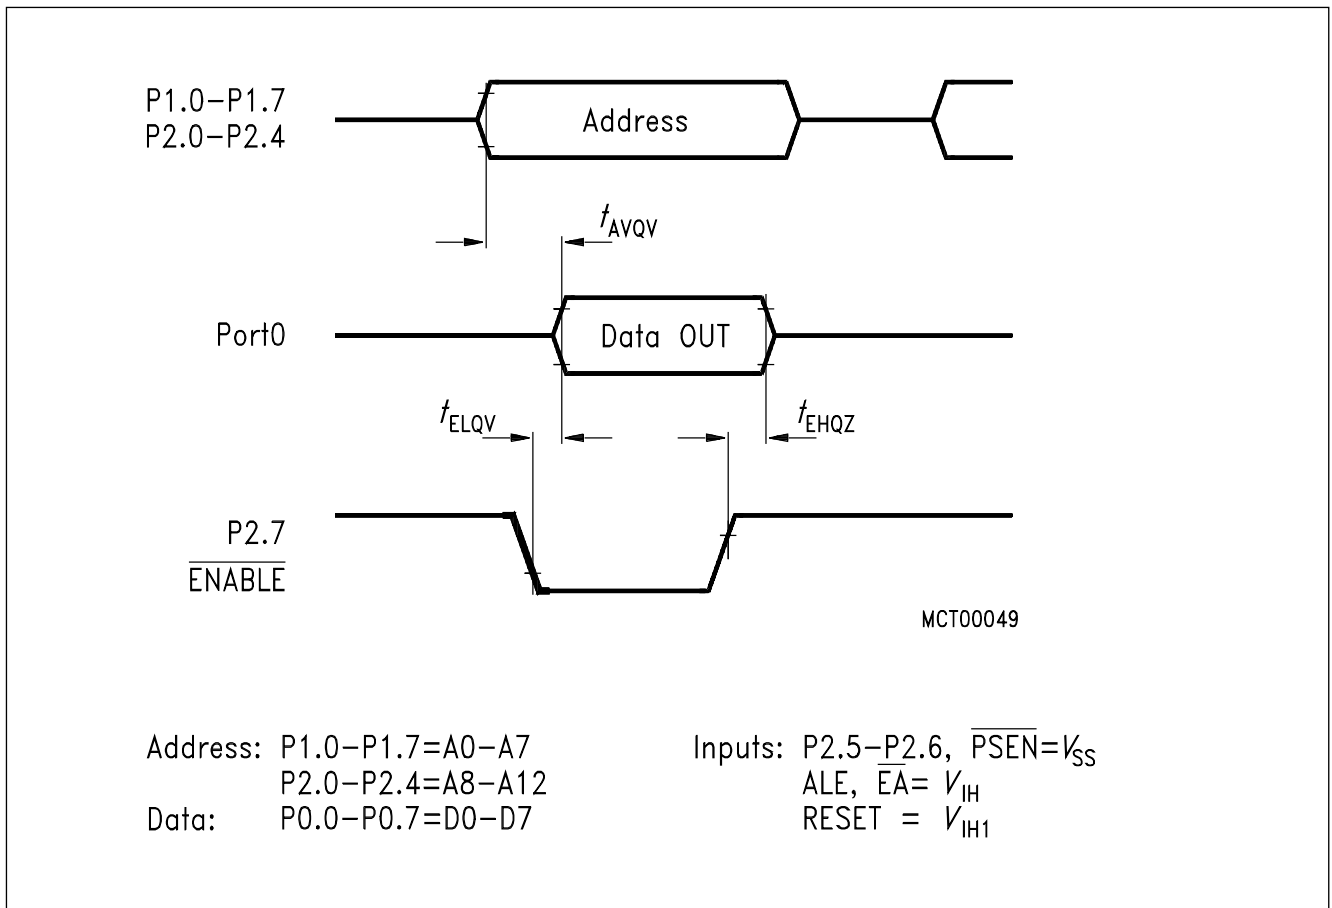 P1.0–P1.7
P2.0–P2.4
Address
tAVQV
Port0
Data OUT
tELQV
tEHQZ
P2.7
ENABLE
MCT00049
Address: P1.0–P1.7=A0–A7
P2.0–P2.4=A8–A12
Data: P0.0–P0.7=D0–D7
Inputs: P2.5–P2.6, PSEN=VSS
ALE, EA= VIH
RESET = VIH1